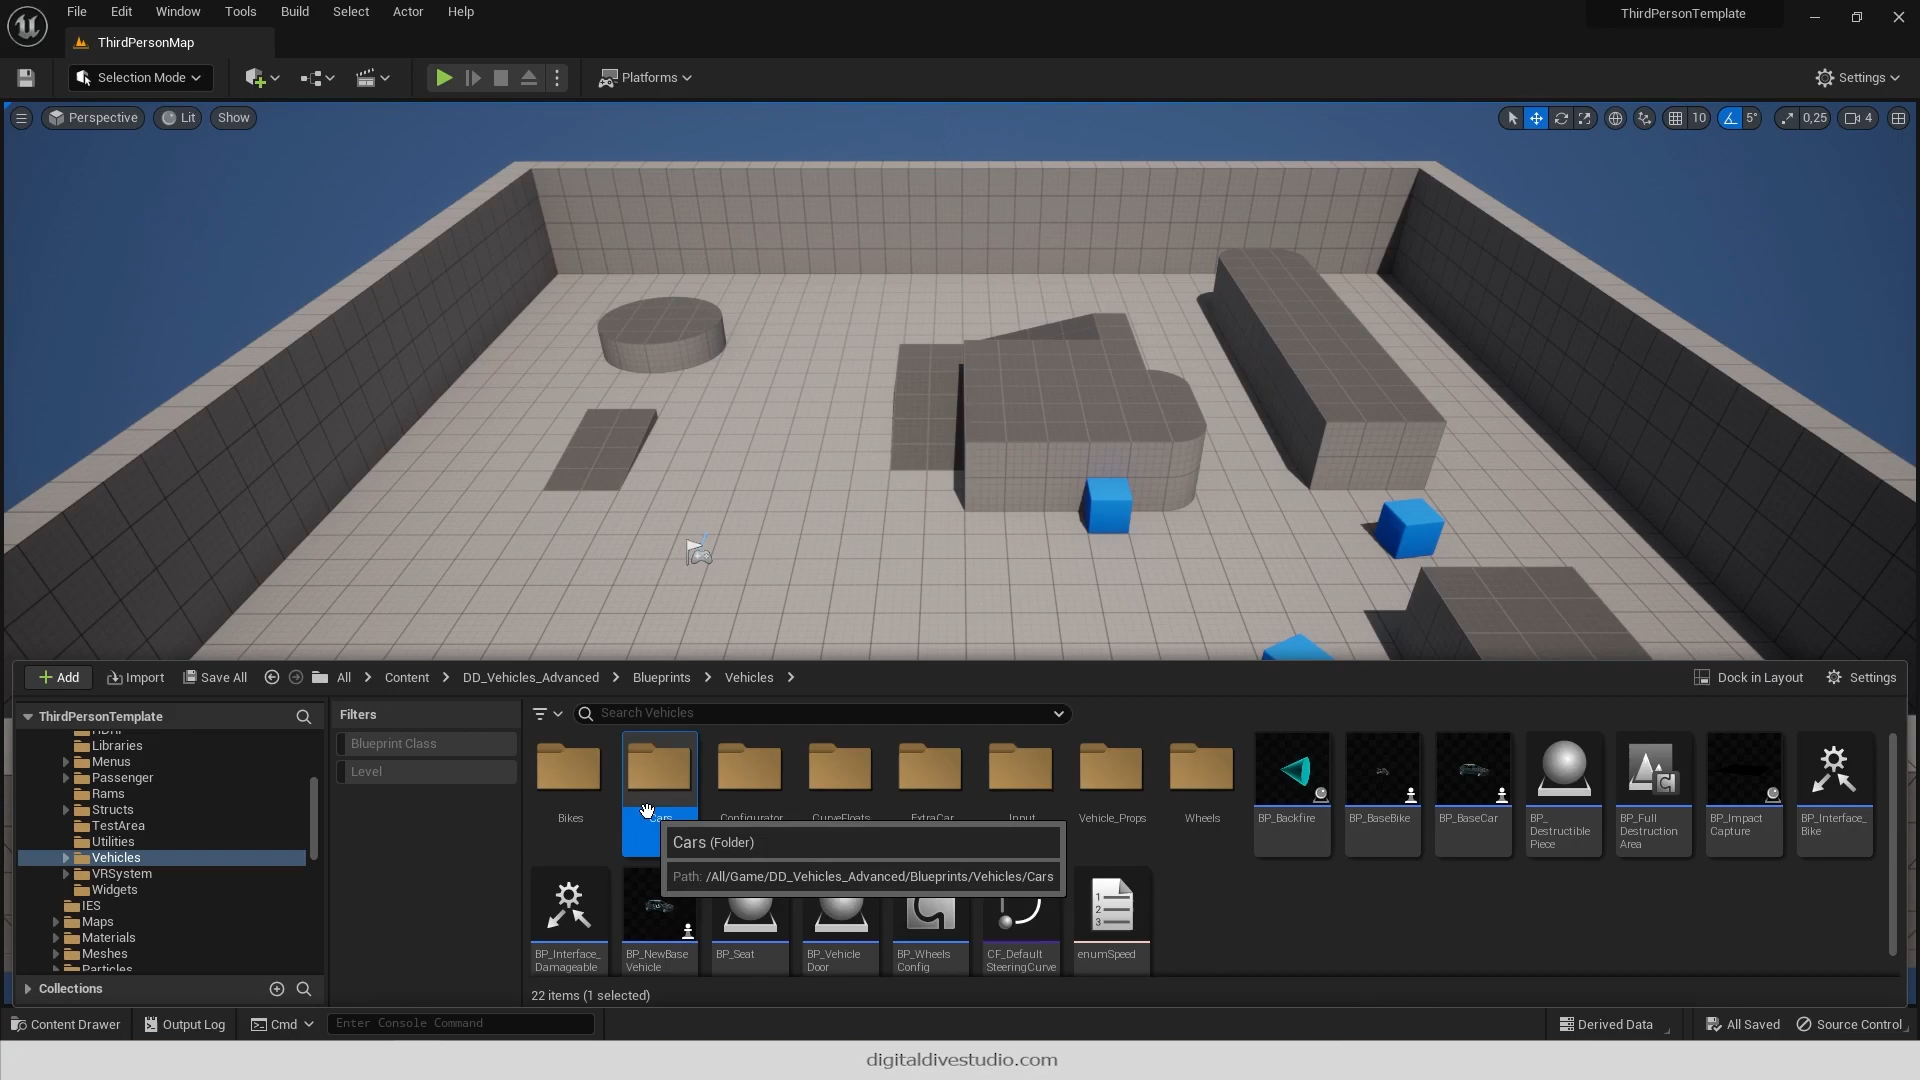 File Edit Window Tools Build Select Actor Help
ThirdPersonTemplate
ThirdPersonMap
Selection Mode
Platforms
Settings
Perspective Lit Show
10 5° 0,25 4
Add Import Save All All Content DD_Vehicles_Advanced Blueprints Vehicles
Dock in Layout Settings
ThirdPersonTemplate
Libraries
Menus
Passenger
Rams
Structs
TestArea
Utilities
Vehicles
VRSystem
Widgets
IES
Maps
Materials
Meshes
Particles
Collections
Filters
Blueprint Class
Level
Search Vehicles
Bikes Cars Configurator CurveFloats ExtraCar Input Vehicle_Props Wheels
BP_Backfire
BP_BaseBike
BP_BaseCar
BP_
Destructible
Piece
BP_Full
Destruction
Area
BP_Impact
Capture
BP_Interface_
Bike
Cars (Folder)
Path: /All/Game/DD_Vehicles_Advanced/Blueprints/Vehicles/Cars
BP_Interface_
Damageable
BP_NewBase
Vehicle
BP_Seat
BP_Vehicle
Door
BP_Wheels
Config
CF_Default
SteeringCurve
enumSpeed
22 items (1 selected)
Content Drawer Output Log Cmd Enter Console Command
Derived Data All Saved Source Control
digitaldivestudio.com